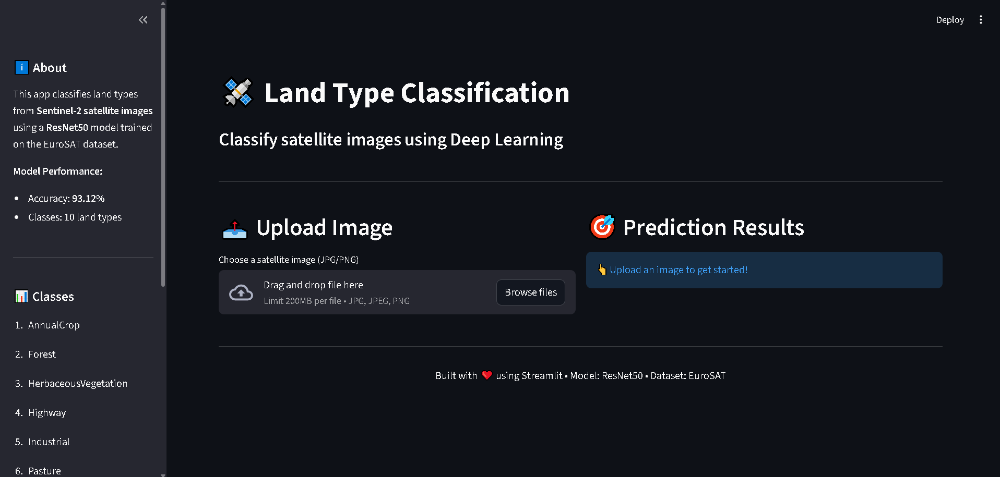 About
This app classifies land types
from Sentinel-2 satellite images
using a ResNet50 model trained
on the EuroSAT dataset.
Model Performance:
• Accuracy: 93.12%
• Classes: 10 land types
Classes
1. AnnualCrop
2. Forest
3. HerbaceousVegetation
4. Highway
5. Industrial
6. Pasture
Deploy
Land Type Classification
Classify satellite images using Deep Learning
Upload Image
Choose a satellite image (JPG/PNG)
Drag and drop file here
Limit 200MB per file • JPG, JPEG, PNG
Browse files
Prediction Results
👆 Upload an image to get started!
Built with ❤️ using Streamlit • Model: ResNet50 • Dataset: EuroSAT